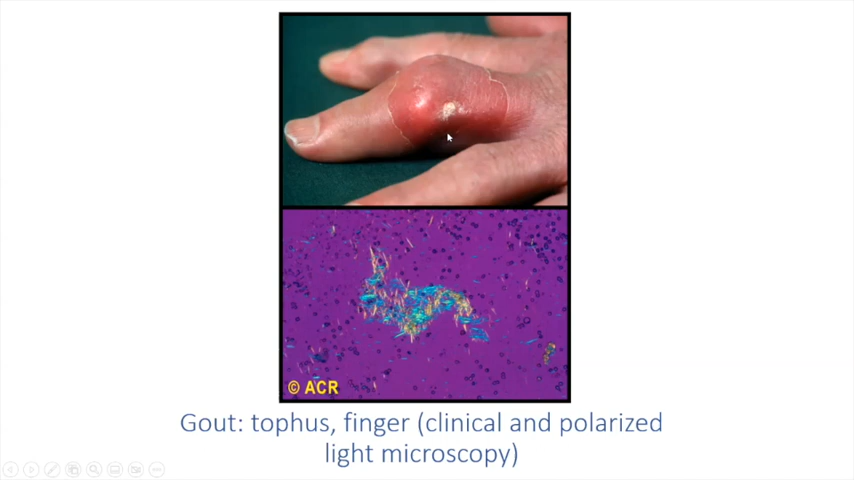 © ACR
Gout: tophus, finger (clinical and polarized
light microscopy)